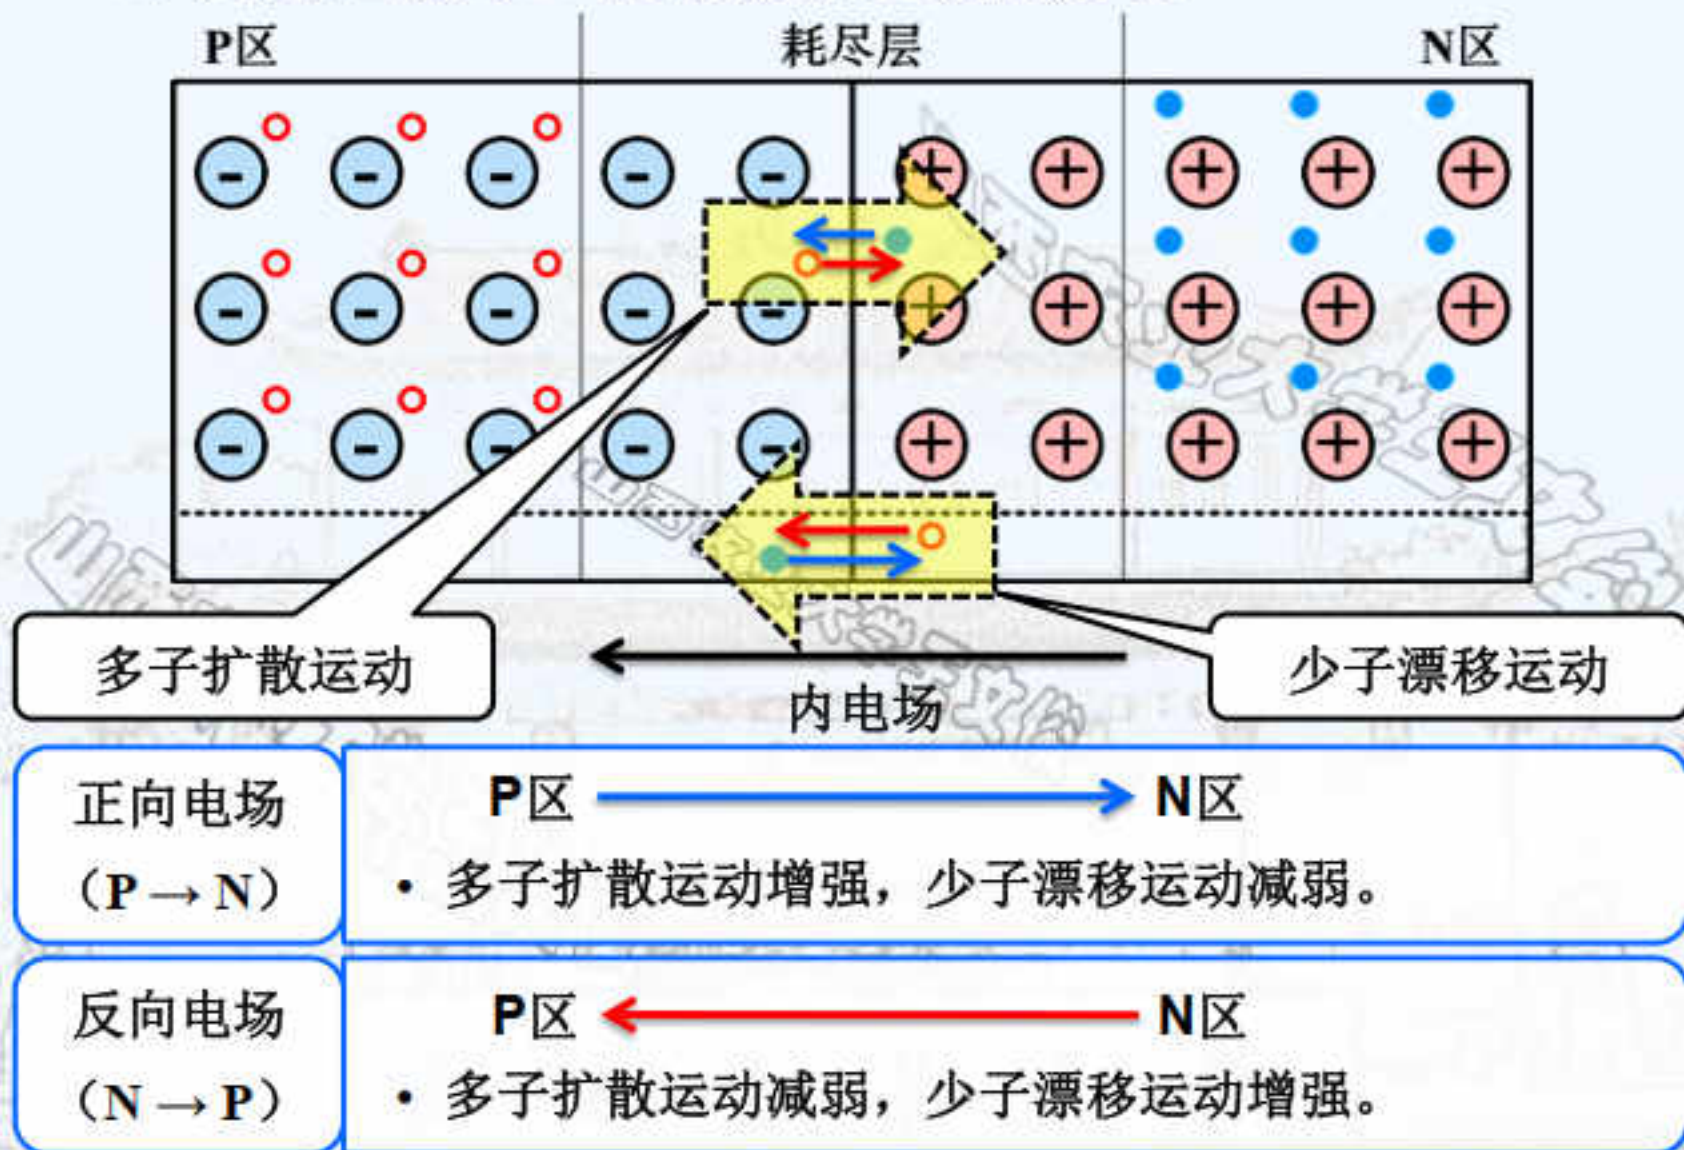 P区 耗尽层 N区
多子扩散运动
少子漂移运动
内电场
正向电场
（P → N）
P区 N区
• 多子扩散运动增强，少子漂移运动减弱。
反向电场
（N → P）
P区 N区
• 多子扩散运动减弱，少子漂移运动增强。